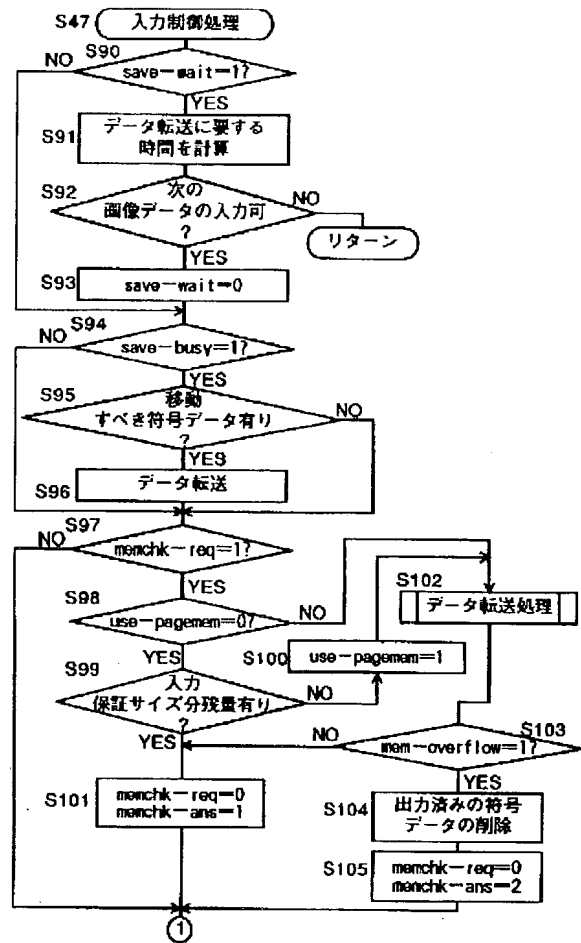 S47
入力制御処理
S90
NO
save-wait=1?
YES
S91
データ転送に要する
時間を計算
S92
次の
画像データの入力可
?
NO
リターン
YES
S93
save-wait=0
S94
NO
save-busy=1?
YES
S95
移動
すべき符号データ有り
?
NO
YES
S96
データ転送
S97
NO
memchk-req=1?
YES
S98
use-pagemem=0?
NO
S102
データ転送処理
YES
S99
入力
保証サイズ分残量有り
?
NO
S100
use-pagemem=1
YES
NO
S103
mem-overflow=1?
YES
S101
memchk-req=0
memchk-ans=1
S104
出力済みの符号
データの削除
S105
memchk-req=0
memchk-ans=2
1